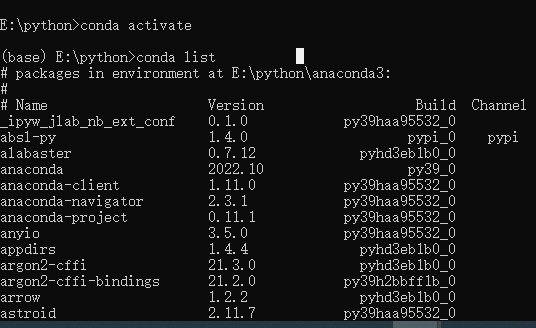 E:\python>conda activate
(base) E:\python>conda list
# packages in environment at E:\python\anaconda3:
#
# Name                    Version                   Build  Channel
_ipyw_jlab_nb_ext_conf    0.1.0            py39haa95532_0
absl-py                   1.4.0                    pypi_0    pypi
alabaster                 0.7.12             pyhd3eb1b0_0
anaconda                  2022.10                  py39_0
anaconda-client           1.11.0           py39haa95532_0
anaconda-navigator        2.3.1            py39haa95532_0
anaconda-project          0.11.1           py39haa95532_0
anyio                     3.5.0            py39haa95532_0
appdirs                   1.4.4              pyhd3eb1b0_0
argon2-cffi               21.3.0             pyhd3eb1b0_0
argon2-cffi-bindings      21.2.0           py39h2bbff1b_0
arrow                     1.2.2              pyhd3eb1b0_0
astroid                   2.11.7           py39haa95532_0